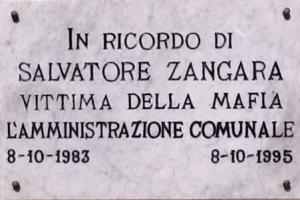 IN RICORDO DI
SALVATORE ZANGARA
VITTIMA DELLA MAFIA
L'AMMINISTRAZIONE COMUNALE
8-10-1983 8-10-1995